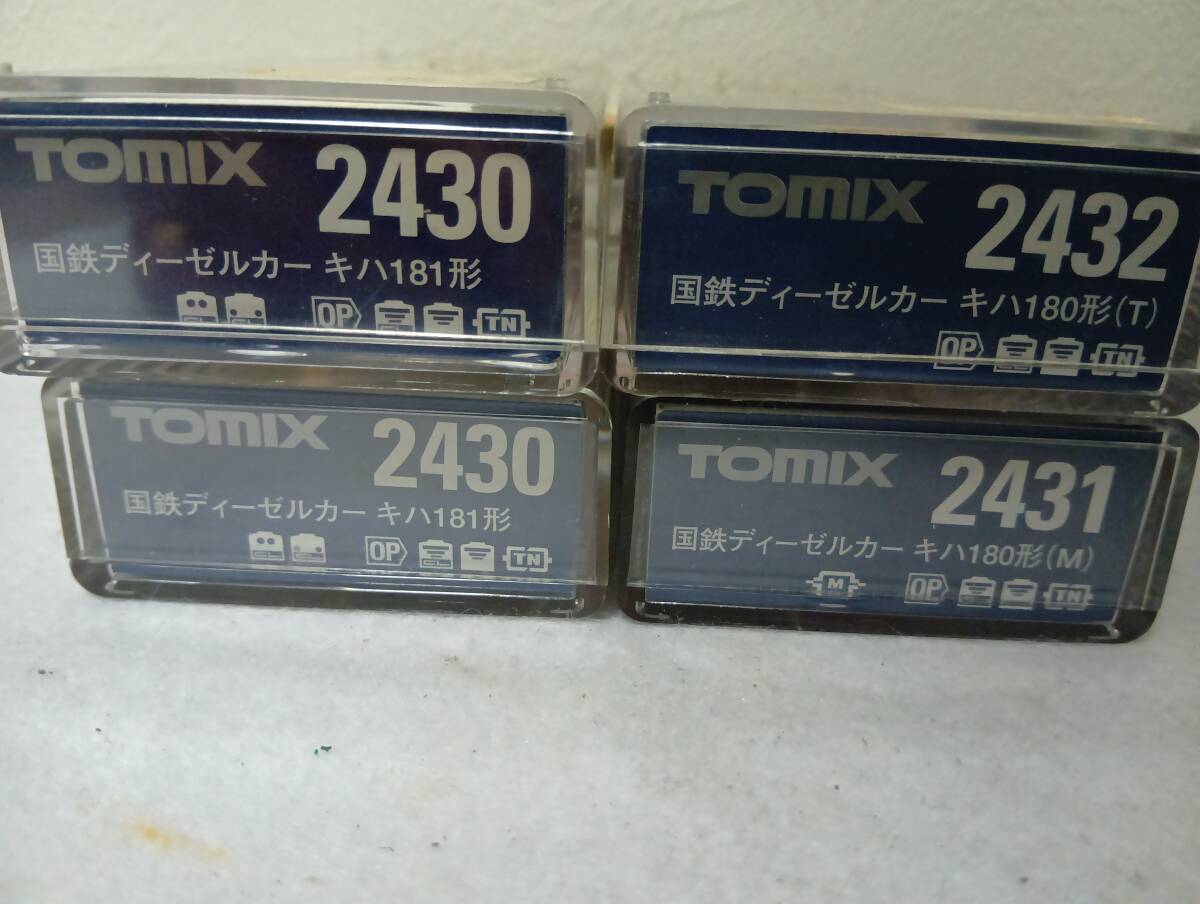 TOMIX 2430
国鉄ディーゼルカー キハ181形
OP TN
TOMIX 2432
国鉄ディーゼルカー キハ180形(T)
OP TN
TOMIX 2430
国鉄ディーゼルカー キハ181形
OP TN
TOMIX 2431
国鉄ディーゼルカー キハ180形(M)
M OP TN